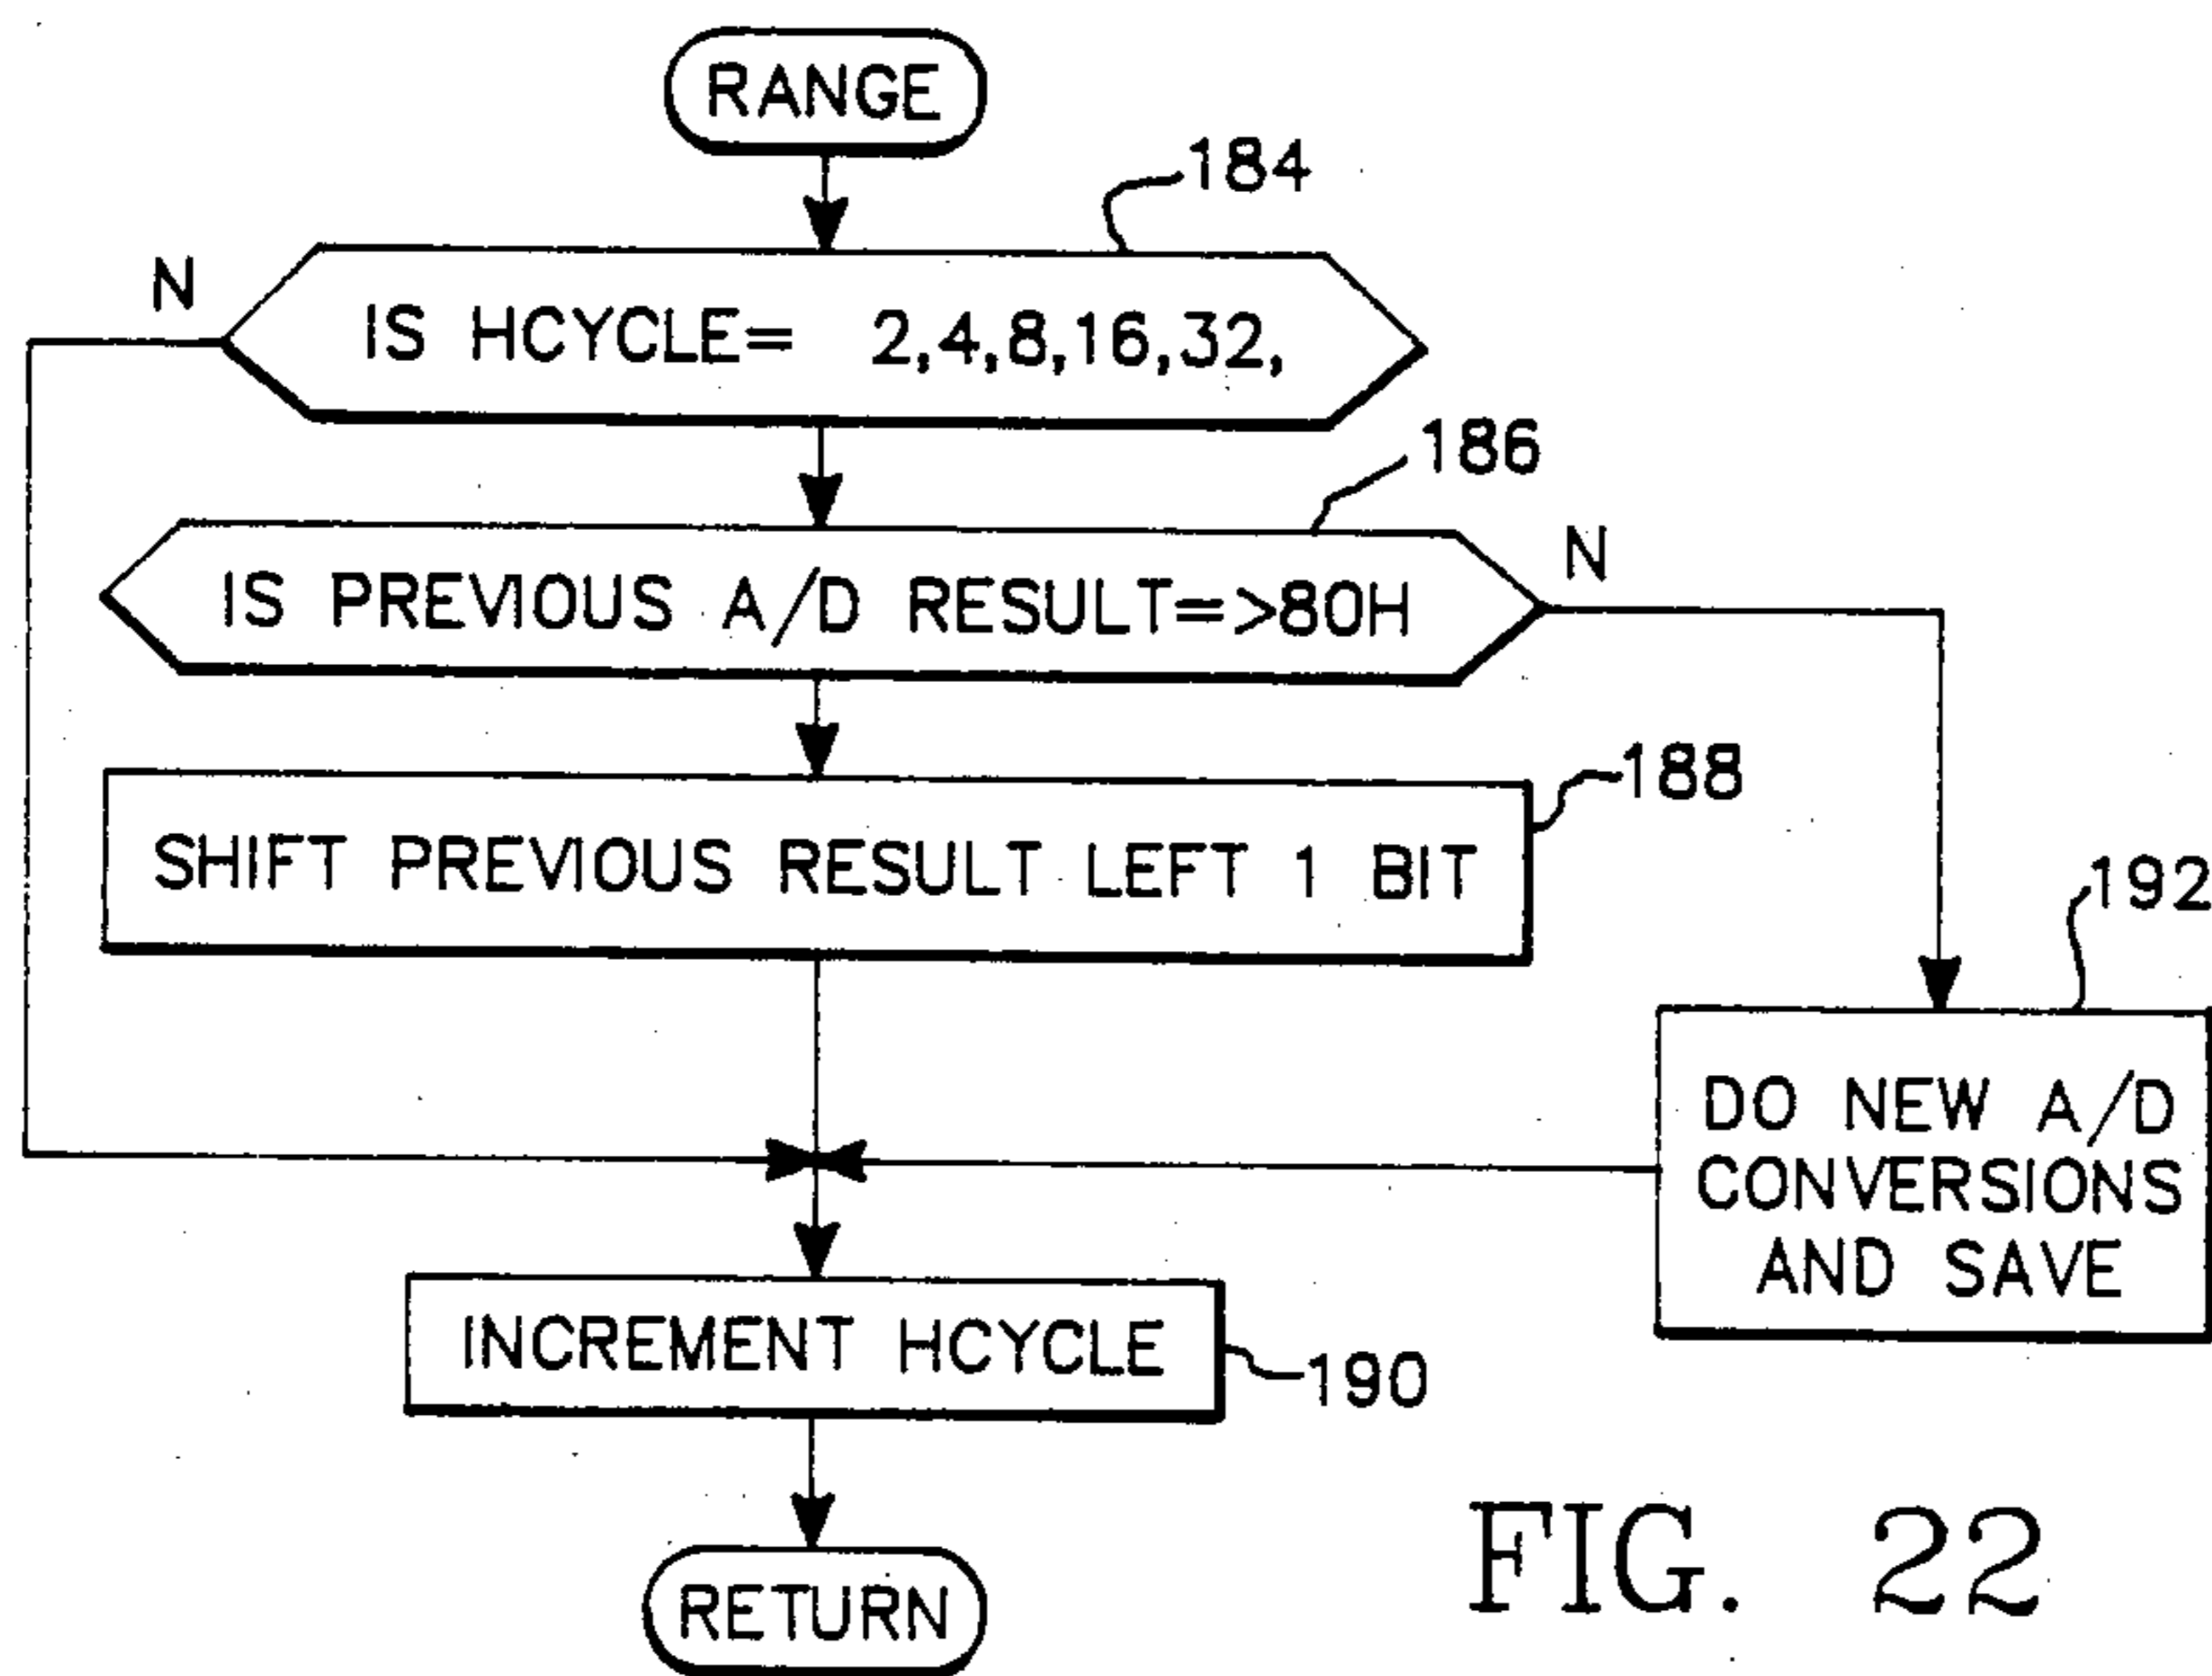 RANGE
184
N
IS HCYCLE= 2,4,8,16,32,
186
N
IS PREVIOUS A/D RESULT=>80H
188
SHIFT PREVIOUS RESULT LEFT 1 BIT
192
DO NEW A/D
CONVERSIONS
AND SAVE
INCREMENT HCYCLE
190
RETURN
FIG. 22